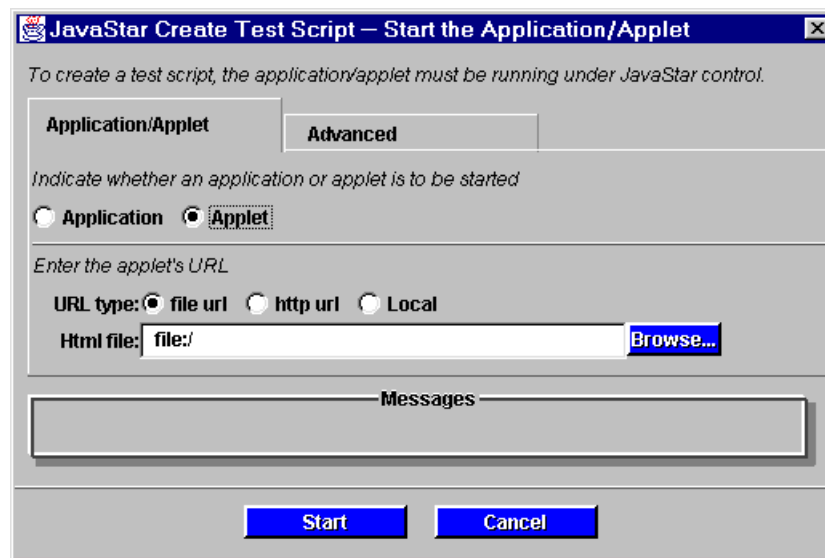 JavaStar Create Test Script – Start the Application/Applet
To create a test script, the application/applet must be running under JavaStar control.
Application/Applet Advanced
Indicate whether an application or applet is to be started
Application Applet
Enter the applet's URL
URL type: file url http url Local
Html file: file:/ Browse...
Messages
Start Cancel